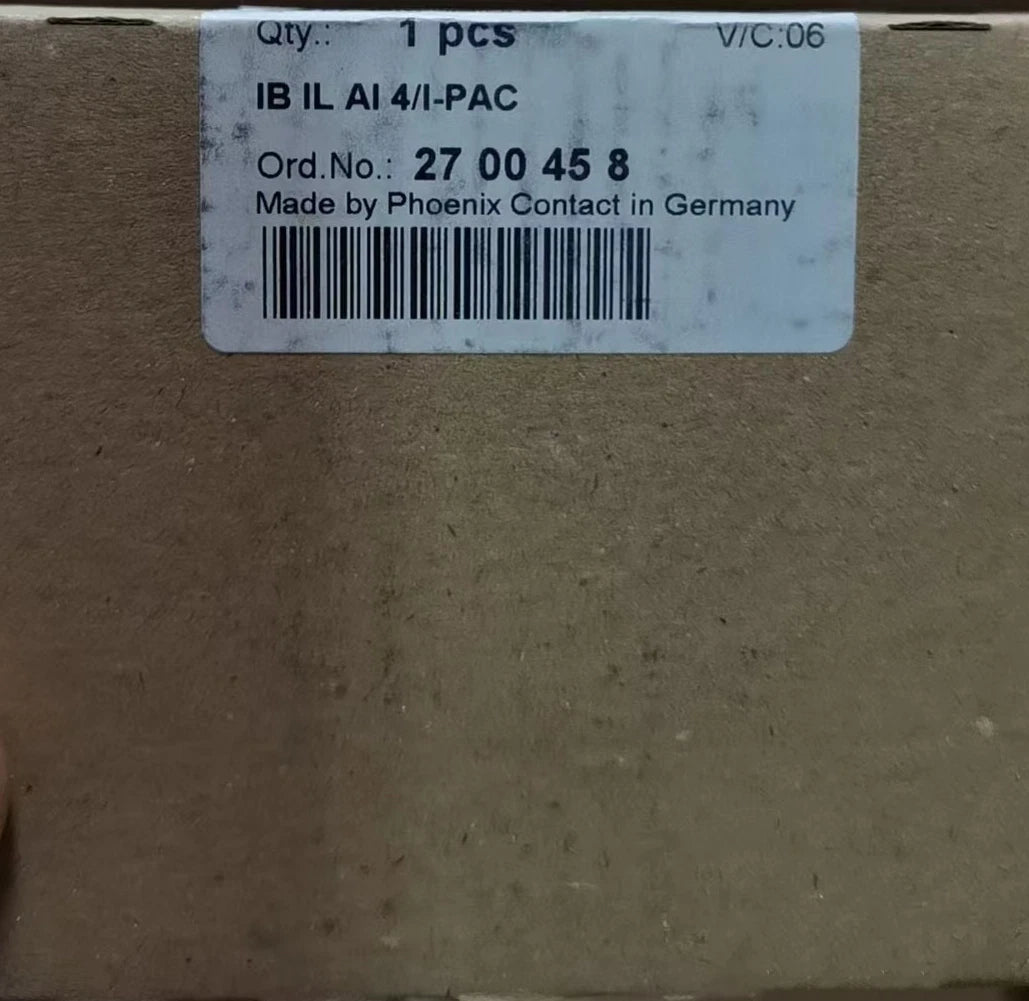 Qty.: 1 pcs V/C:06
IB IL AI 4/I-PAC
Ord.No.: 27 00 45 8
Made by Phoenix Contact in Germany